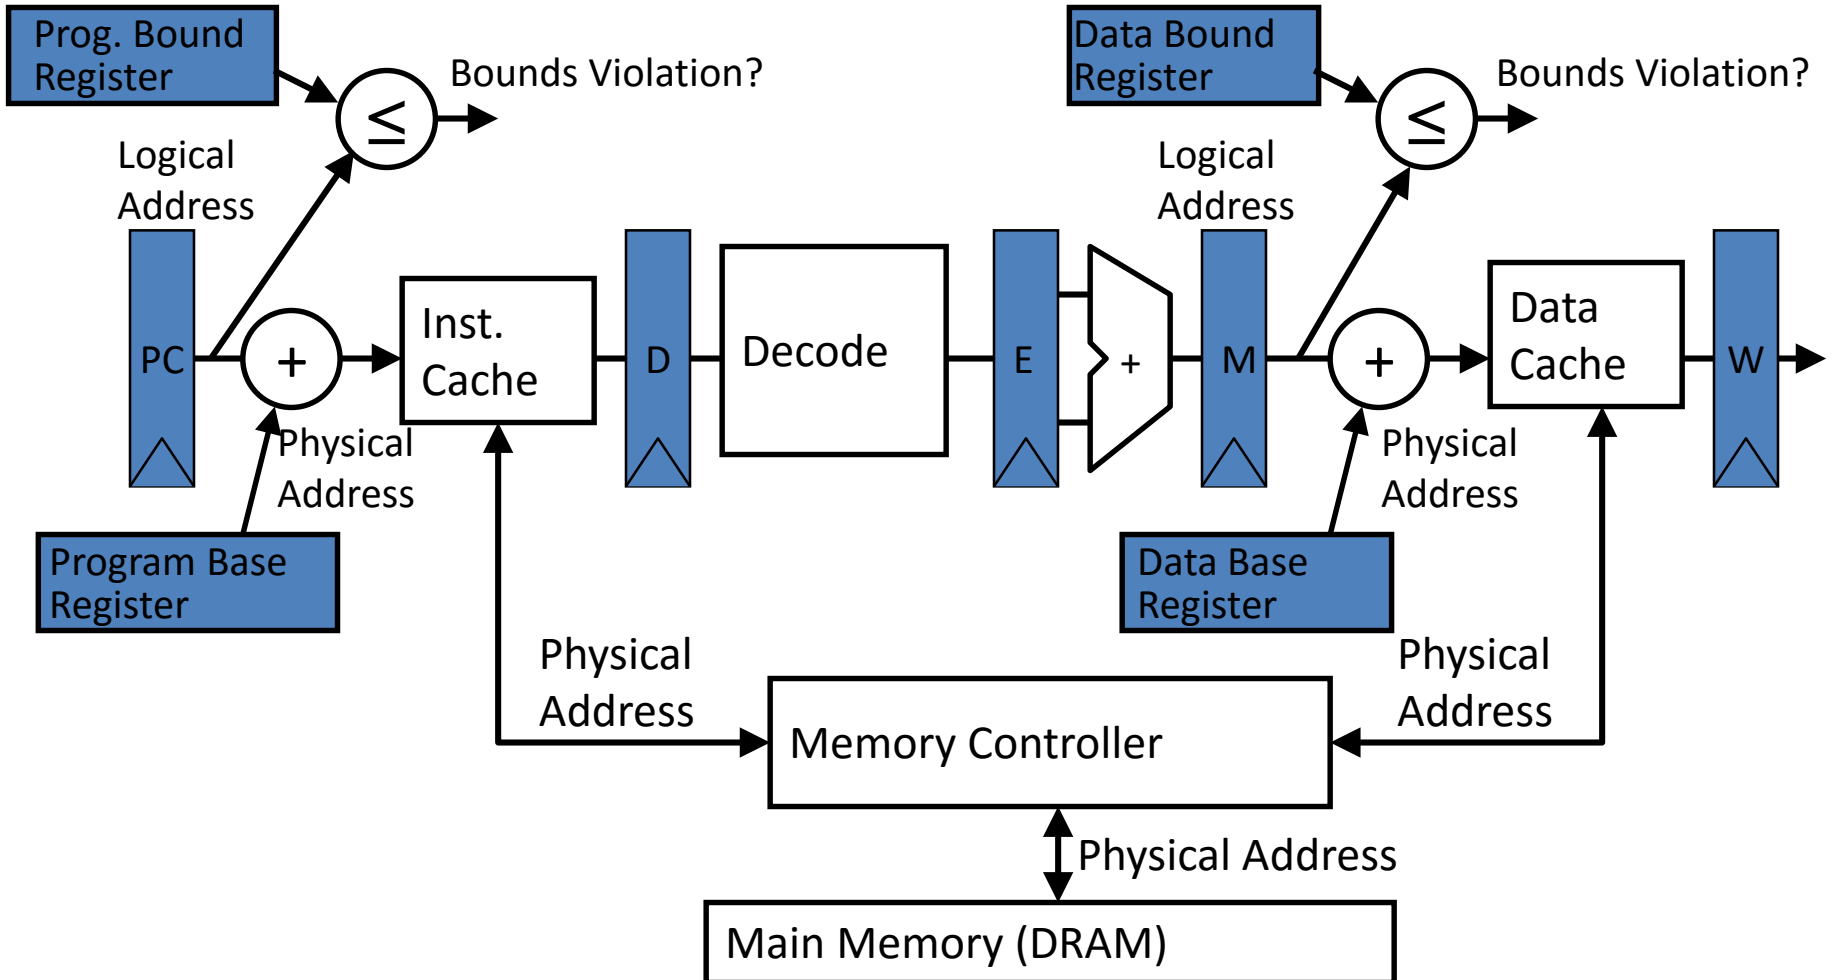 Prog. Bound
Register
Bounds Violation?
≤
Logical
Address
Data Bound
Register
Bounds Violation?
≤
Logical
Address
PC
+
Inst.
Cache
D
Decode
E
+
M
+
Data
Cache
W
Physical
Address
Physical
Address
Program Base
Register
Data Base
Register
Physical
Address
Physical
Address
Memory Controller
Physical Address
Main Memory (DRAM)